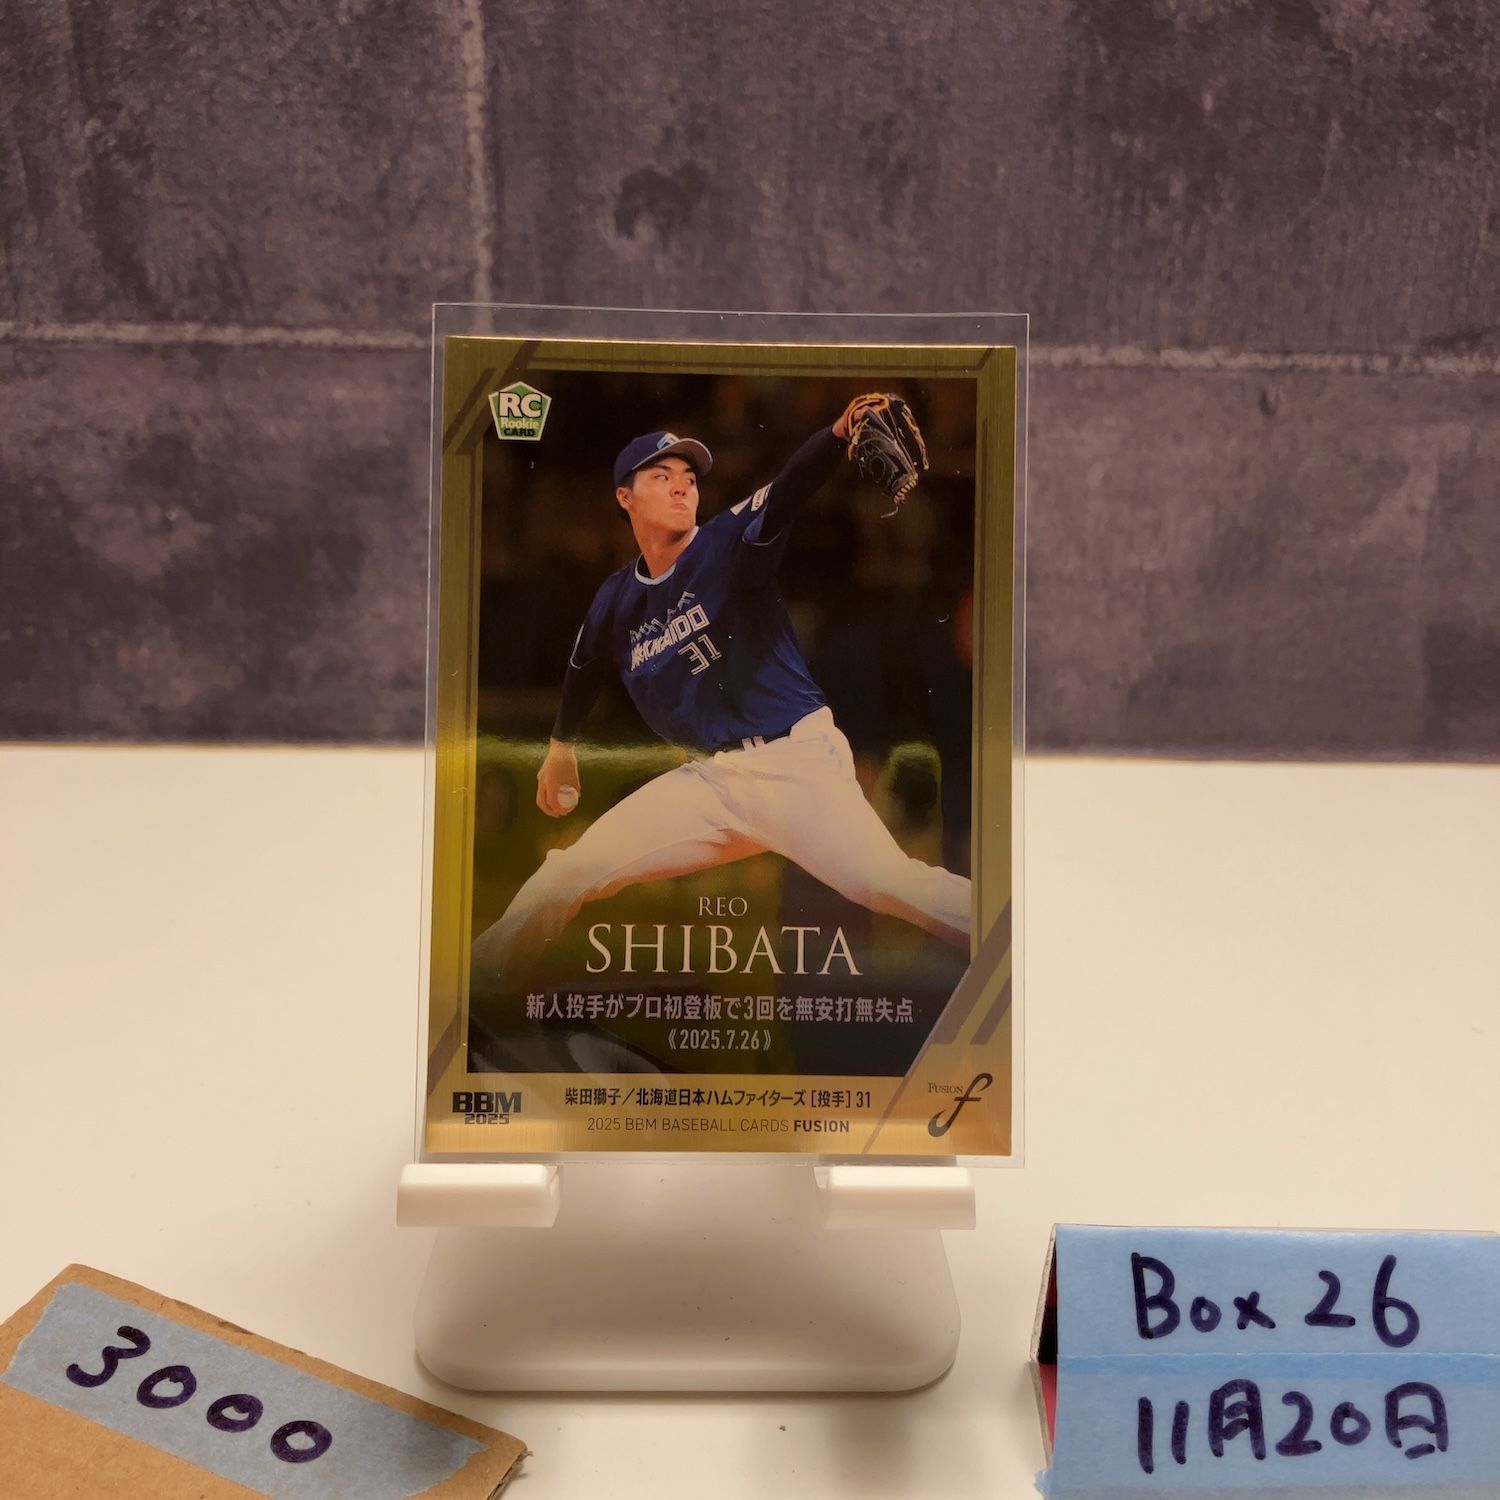 RC
Rookie
CARD
HOKKAIDO
31
REO
SHIBATA
新人投手がプロ初登板で3回を無安打無失点
《2025.7.26》
BBM
2025
柴田獅子／北海道日本ハムファイターズ［投手］31
2025 BBM BASEBALL CARDS FUSION
FUSION
f
3000
Box 26
11月20日